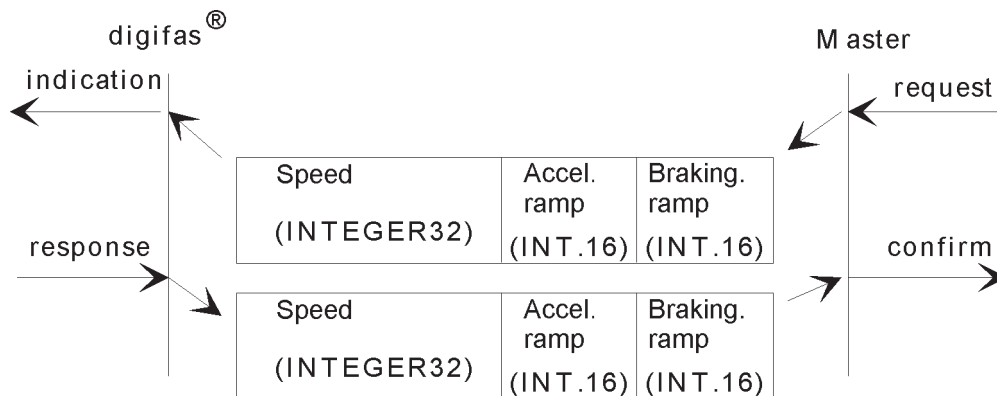 digifas®
Master
indication
request
Speed
(INTEGER32)
Accel.
ramp
(INT.16)
Braking.
ramp
(INT.16)
response
confirm
Speed
(INTEGER32)
Accel.
ramp
(INT.16)
Braking.
ramp
(INT.16)